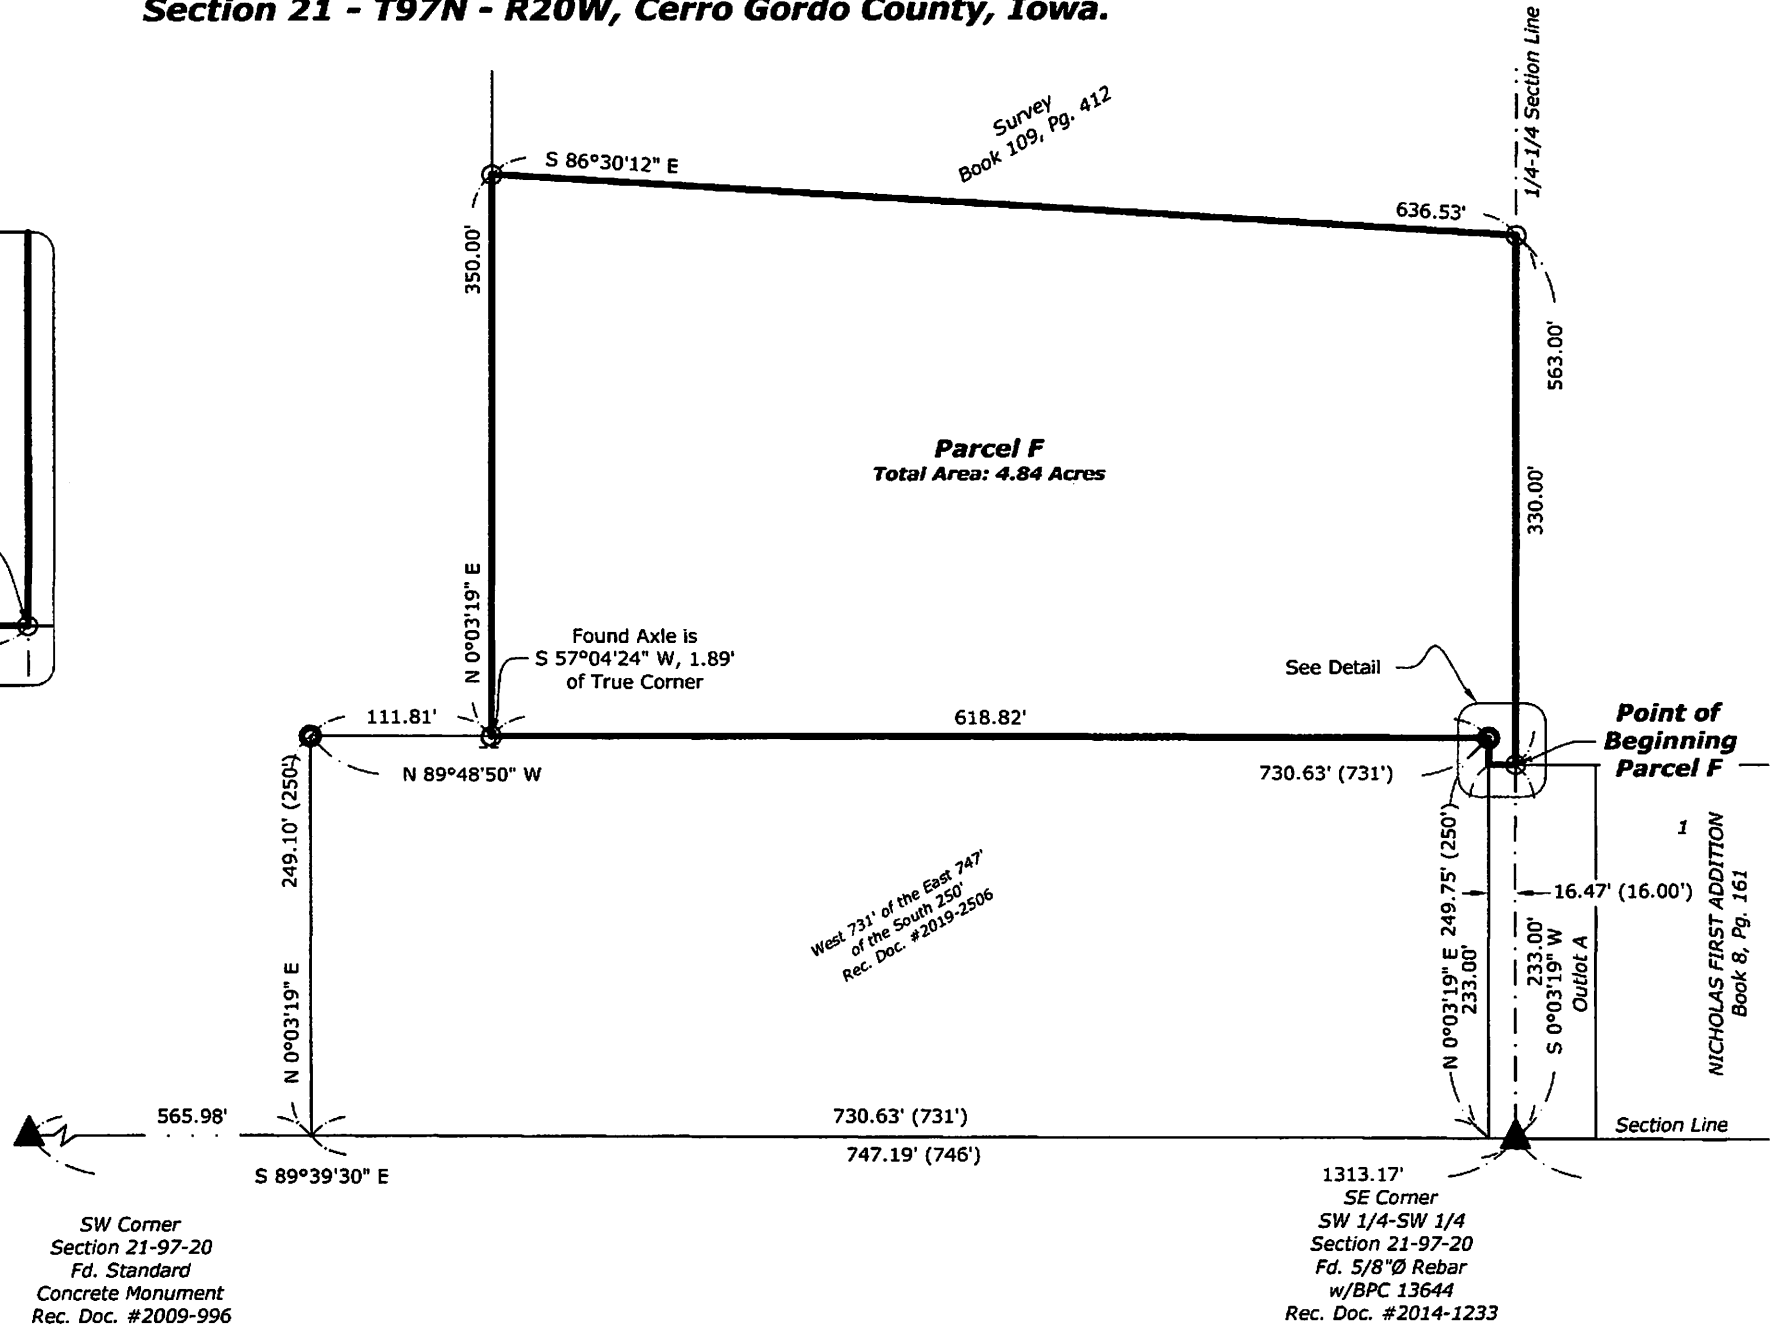 Section 21 - T97N - R20W, Cerro Gordo County, Iowa.
1/4-1/4 Section Line
Survey
Book 109, Pg. 412
S 86°30'12" E
636.53'
350.00'
N 0°03'19" E
563.00'
330.00'
Parcel F
Total Area: 4.84 Acres
Found Axle is
S 57°04'24" W, 1.89'
of True Corner
See Detail
Point of
Beginning
Parcel F
111.81'
618.82'
N 89°48'50" W
730.63' (731')
249.10' (250')
N 0°03'19" E
West 731' of the East 747'
of the South 250'
Rec. Doc. #2019-2506
N 0°03'19" E 249.75' (250')
233.00'
16.47' (16.00')
233.00'
S 0°03'19" W
Outlot A
1
NICHOLAS FIRST ADDITION
Book 8, Pg. 161
565.98'
730.63' (731')
Section Line
747.19' (746')
S 89°39'30" E
1313.17'
SW Corner
Section 21-97-20
Fd. Standard
Concrete Monument
Rec. Doc. #2009-996
SE Corner
SW 1/4-SW 1/4
Section 21-97-20
Fd. 5/8"Ø Rebar
w/BPC 13644
Rec. Doc. #2014-1233